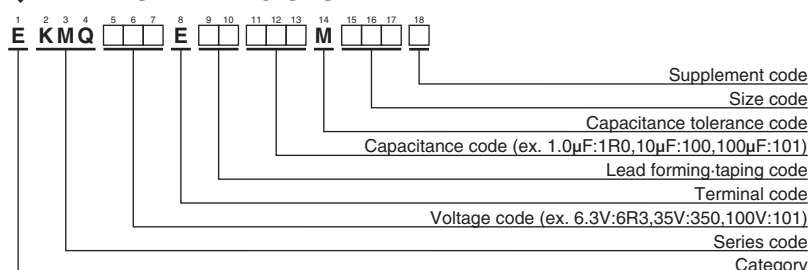 1 2 3 4 5 6 7 8 9 10 11 12 13 14 15 16 17 18
E KMQ □□□ E □□ □□□ M □□□ □
Supplement code
Size code
Capacitance tolerance code
Capacitance code (ex. 1.0µF:1R0,10µF:100,100µF:101)
Lead forming·taping code
Terminal code
Voltage code (ex. 6.3V:6R3,35V:350,100V:101)
Series code
Category